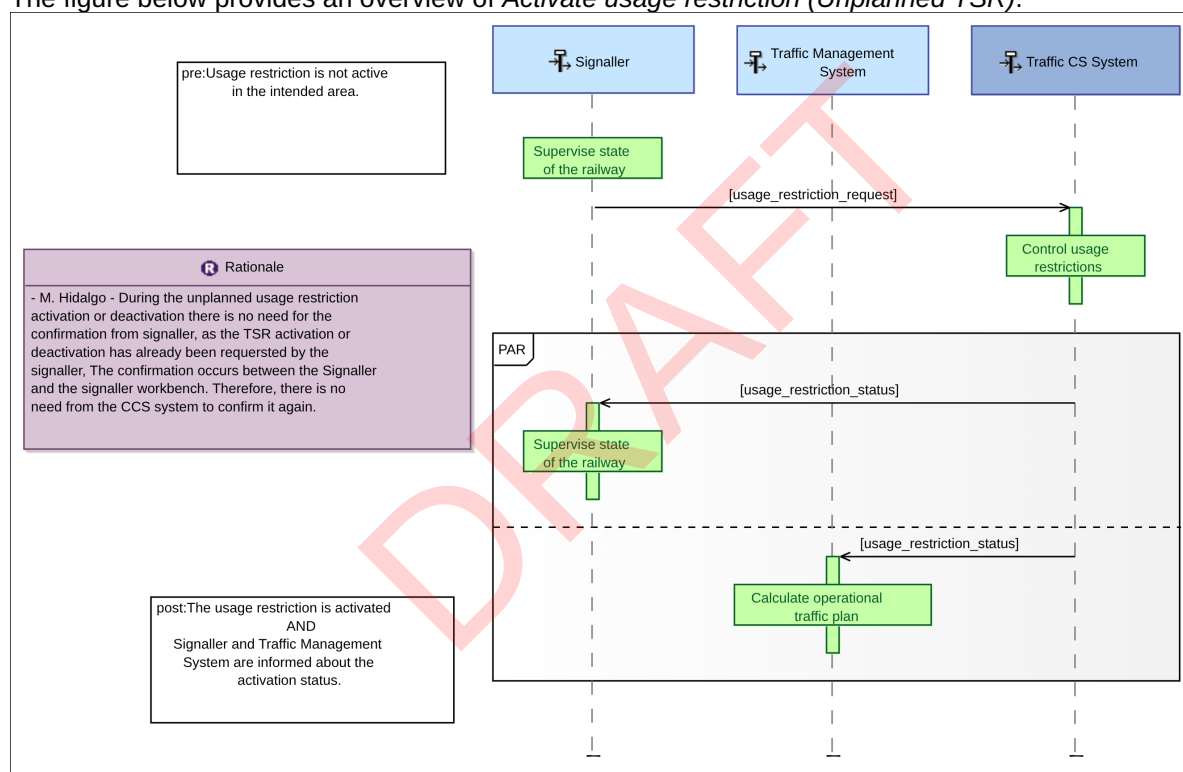 The figure below provides an overview of Activate usage restriction (Unplanned TSR).
Signaller
Traffic Management
System
Traffic CS System
pre:Usage restriction is not active
in the intended area.
Supervise state
of the railway
[usage_restriction_request]
Control usage
restrictions
R Rationale
- M. Hidalgo - During the unplanned usage restriction
activation or deactivation there is no need for the
confirmation from signaller, as the TSR activation or
deactivation has already been requersted by the
signaller, The confirmation occurs between the Signaller
and the signaller workbench. Therefore, there is no
need from the CCS system to confirm it again.
PAR
[usage_restriction_status]
Supervise state
of the railway
[usage_restriction_status]
Calculate operational
traffic plan
post:The usage restriction is activated
AND
Signaller and Traffic Management
System are informed about the
activation status.
DRAFT